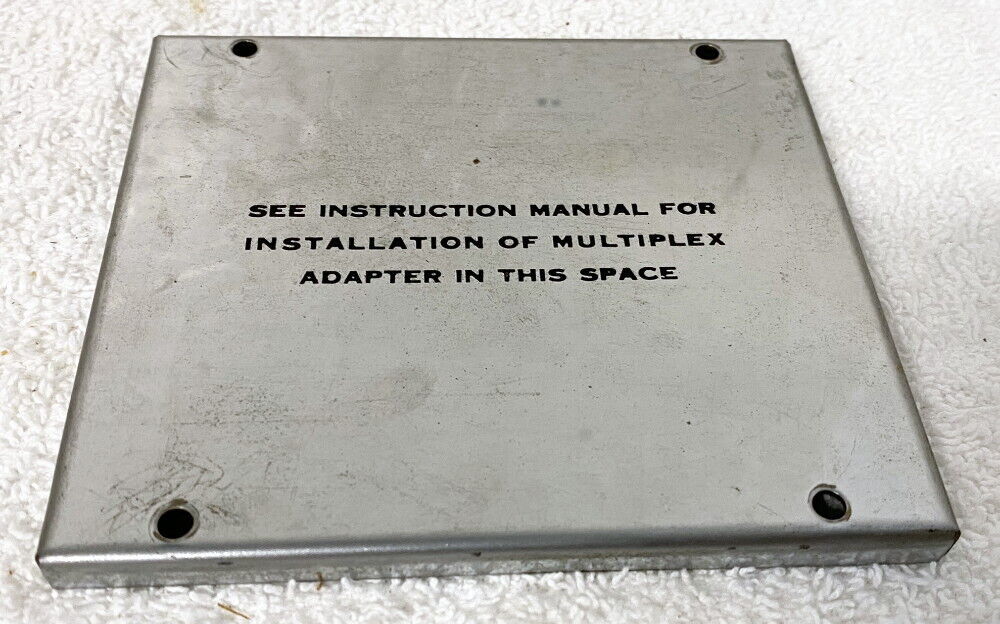 SEE INSTRUCTION MANUAL FOR
INSTALLATION OF MULTIPLEX
ADAPTER IN THIS SPACE